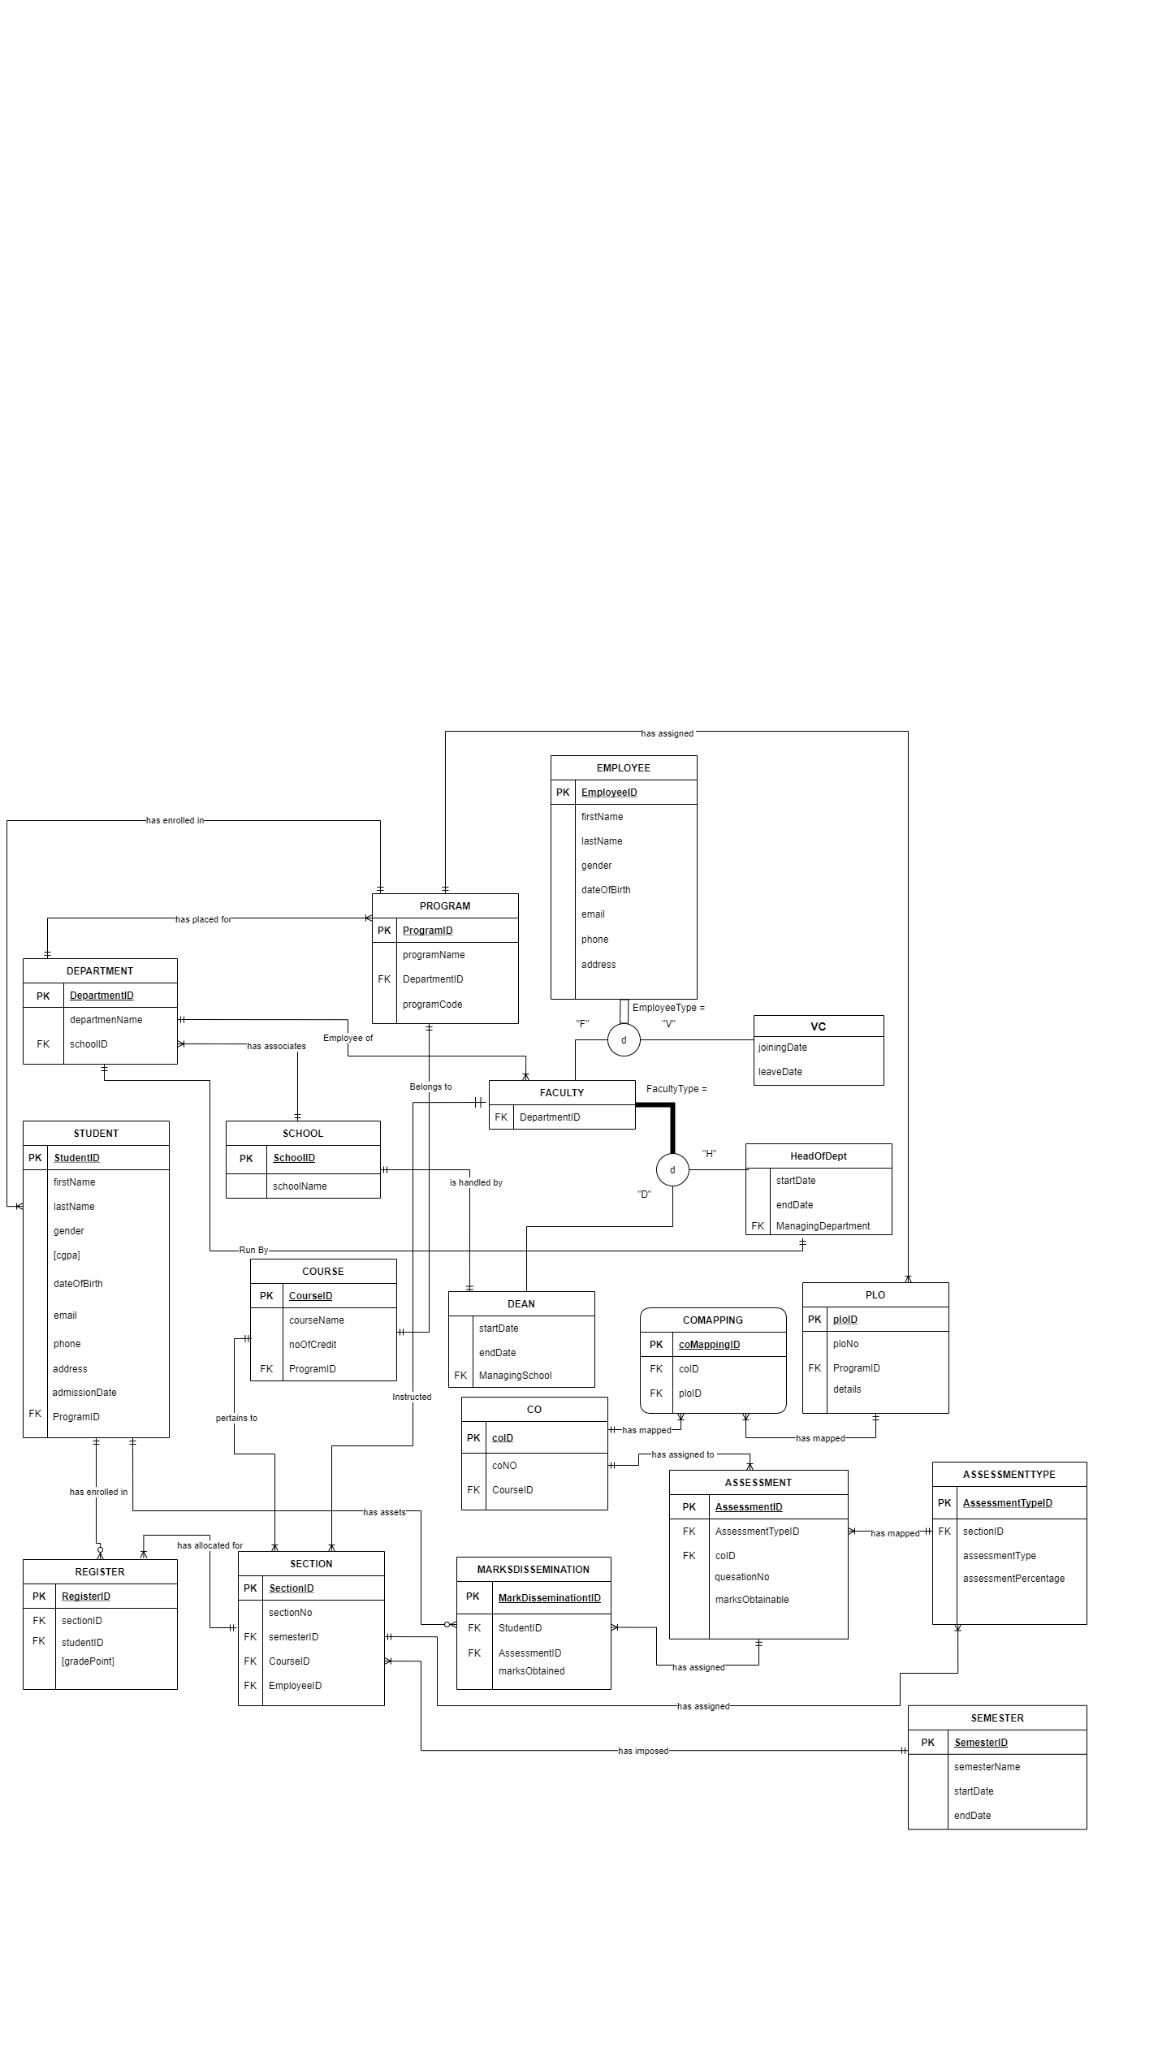 has assigned
EMPLOYEE
PK EmployeeID
firstName
lastName
gender
dateOfBirth
email
phone
address
has enrolled in
PROGRAM
PK ProgramID
programName
FK DepartmentID
programCode
has placed for
DEPARTMENT
PK DepartmentID
departmenName
FK schoolID
EmployeeType =
"F"
"V"
d
VC
joiningDate
leaveDate
Employee of
has associates
Belongs to
FACULTY
FK DepartmentID
FacultyType =
d
"H"
"D"
HeadOfDept
startDate
endDate
FK ManagingDepartment
STUDENT
PK StudentID
firstName
lastName
gender
[cgpa]
dateOfBirth
email
phone
address
admissionDate
FK ProgramID
SCHOOL
PK SchoolID
schoolName
is handled by
Run By
COURSE
PK CourseID
courseName
noOfCredit
FK ProgramID
DEAN
startDate
endDate
FK ManagingSchool
COMAPPING
PK coMappingID
FK coID
FK ploID
PLO
PK ploID
ploNo
FK ProgramID
details
Instructed
pertains to
CO
PK coID
coNO
FK CourseID
has mapped
has mapped
has assigned to
ASSESSMENT
PK AssessmentID
FK AssessmentTypeID
FK coID
quesationNo
marksObtainable
has mapped
ASSESSMENTTYPE
PK AssessmentTypeID
FK sectionID
assessmentType
assessmentPercentage
has enrolled in
has assets
has allocated for
REGISTER
PK RegisterID
FK sectionID
FK studentID
[gradePoint]
SECTION
PK SectionID
sectionNo
FK semesterID
FK CourseID
FK EmployeeID
MARKSDISSEMINATION
PK MarkDisseminationtID
FK StudentID
FK AssessmentID
marksObtained
has assigned
has assigned
has imposed
SEMESTER
PK SemesterID
semesterName
startDate
endDate